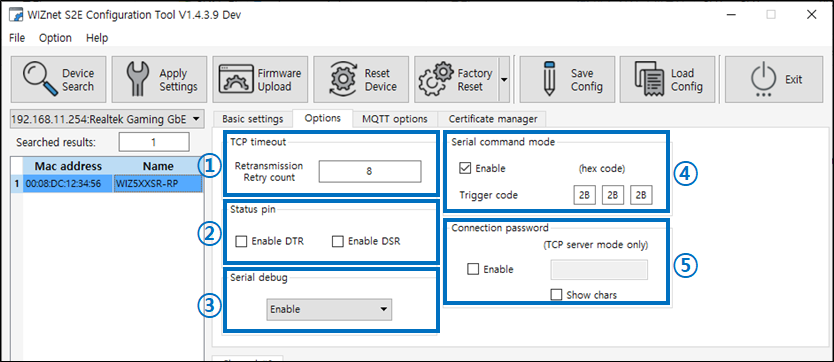 WIZnet S2E Configuration Tool V1.4.3.9 Dev
File Option Help
Device Search
Apply Settings
Firmware Upload
Reset Device
Factory Reset
Save Config
Load Config
Exit
192.168.11.254:Realtek Gaming GbE
Searched results: 1
Mac address Name
1 00:08:DC:12:34:56 WIZ5XXSR-RP
Basic settings Options MQTT options Certificate manager
①
TCP timeout
Retransmission
Retry count
8
②
Status pin
Enable DTR Enable DSR
③
Serial debug
Enable
④
Serial command mode
Enable (hex code)
Trigger code 2B 2B 2B
⑤
Connection password
(TCP server mode only)
Enable
Show chars